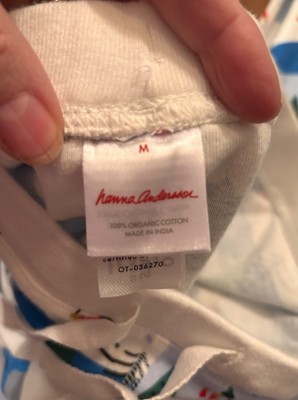 M
hanna Andersson
100% ORGANIC COTTON
MADE IN INDIA
OT-036270